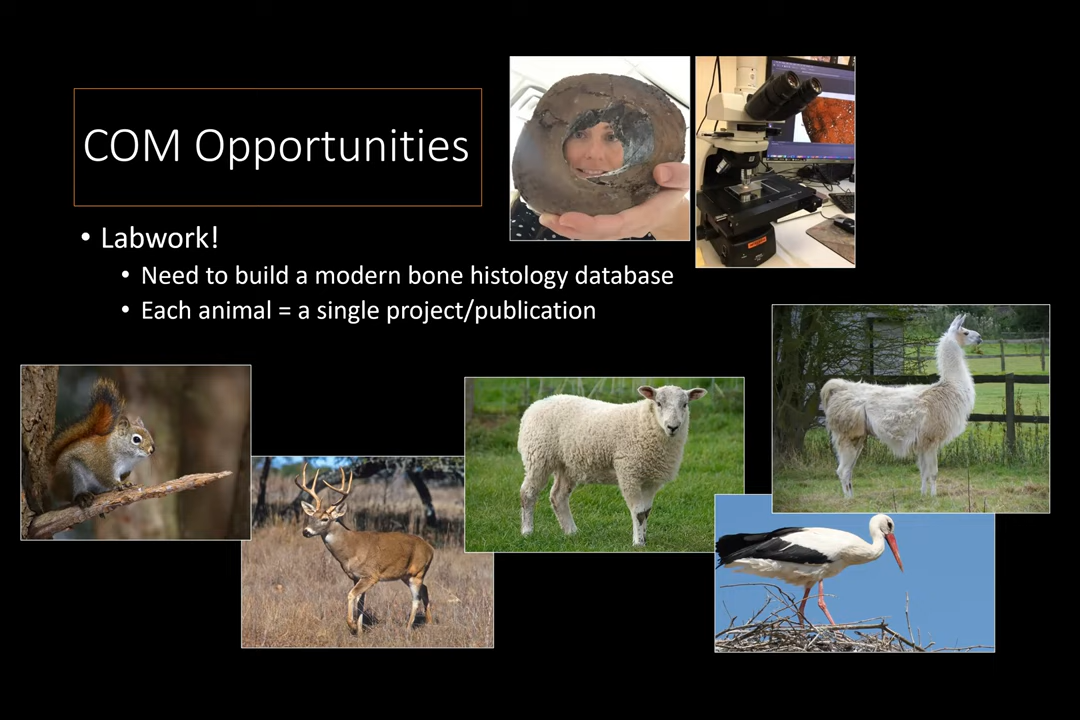 COM Opportunities
• Labwork!
• Need to build a modern bone histology database
• Each animal = a single project/publication